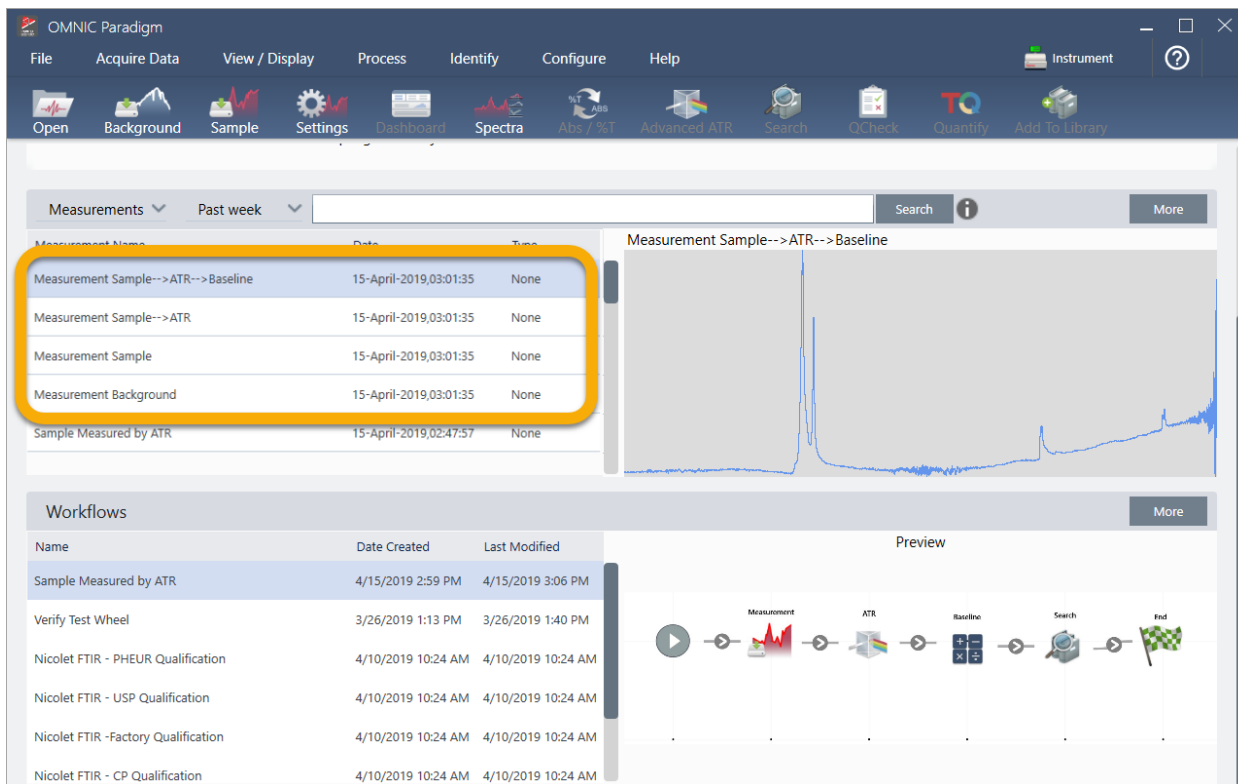 OMNIC Paradigm
File Acquire Data View / Display Process Identify Configure Help Instrument
Open Background Sample Settings Dashboard Spectra Abs / %T Advanced ATR Search QCheck Quantify Add To Library
Measurements Past week Search More
Measurement Name Date Type
Measurement Sample-->ATR-->Baseline
Measurement Sample-->ATR-->Baseline 15-April-2019,03:01:35 None
Measurement Sample-->ATR 15-April-2019,03:01:35 None
Measurement Sample 15-April-2019,03:01:35 None
Measurement Background 15-April-2019,03:01:35 None
Sample Measured by ATR 15-April-2019,02:47:57 None
Workflows More
Name Date Created Last Modified Preview
Sample Measured by ATR 4/15/2019 2:59 PM 4/15/2019 3:06 PM
Verify Test Wheel 3/26/2019 1:13 PM 3/26/2019 1:40 PM
Measurement ATR Baseline Search End
Nicolet FTIR - PHEUR Qualification 4/10/2019 10:24 AM 4/10/2019 10:24 AM
Nicolet FTIR - USP Qualification 4/10/2019 10:24 AM 4/10/2019 10:24 AM
Nicolet FTIR -Factory Qualification 4/10/2019 10:24 AM 4/10/2019 10:24 AM
Nicolet FTIR - CP Qualification 4/10/2019 10:24 AM 4/10/2019 10:24 AM